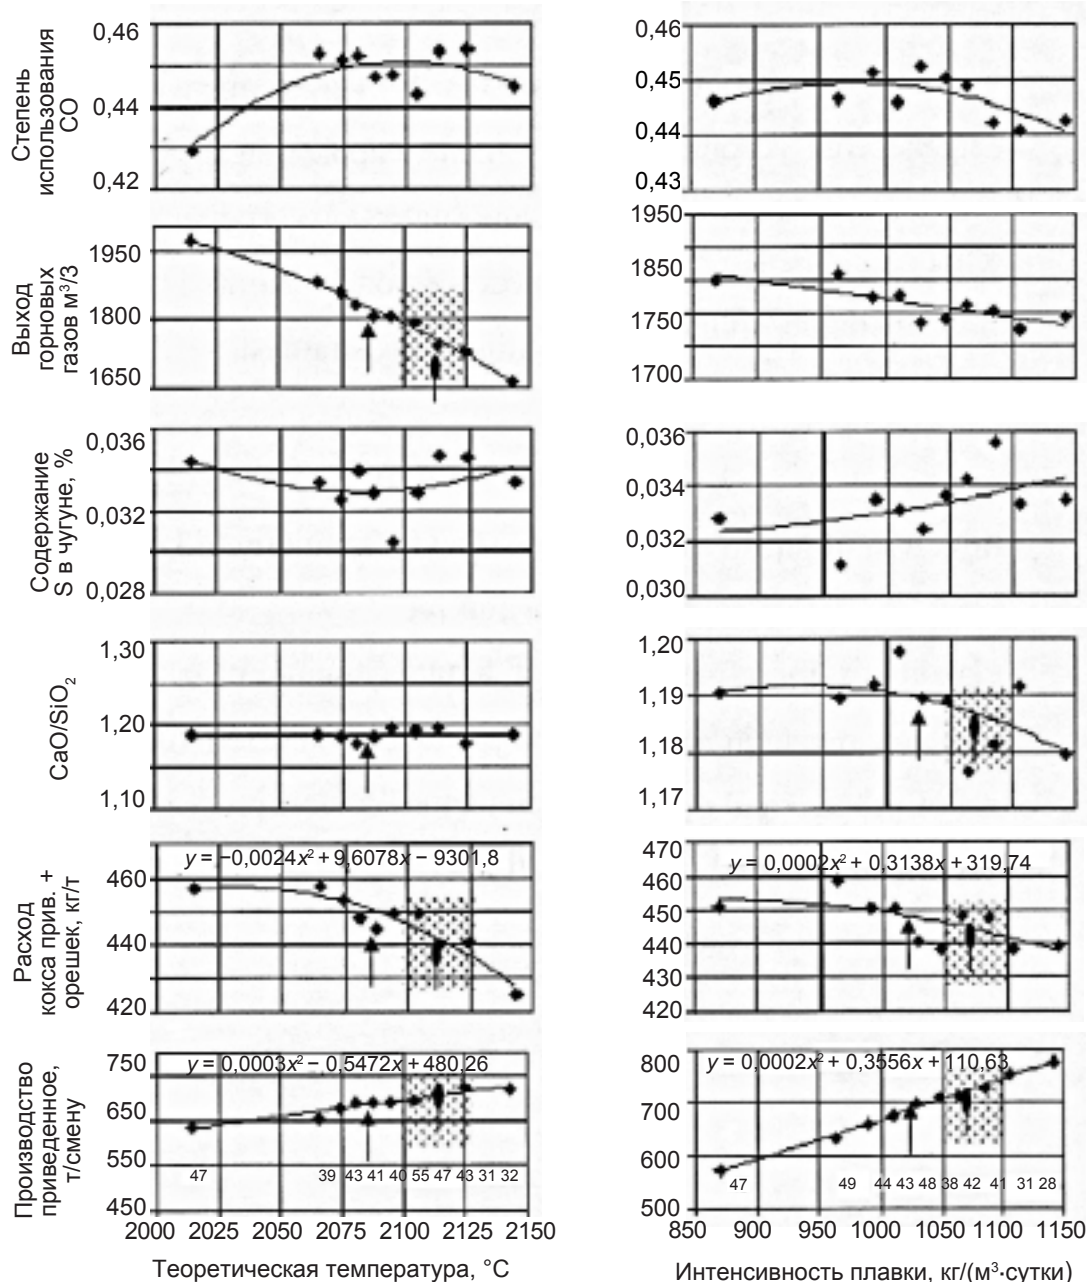 Степень
использования
СО
0,46
0,44
0,42
0,46
0,45
0,44
0,43
Выход
горновых
газов м³/3
1950
1800
1650
1950
1850
1750
1700
Содержание
S в чугуне, %
0,036
0,032
0,028
0,036
0,034
0,032
0,030
CaO/SiO₂
1,30
1,20
1,10
1,20
1,19
1,18
1,17
Расход
кокса прив. +
орешек, кг/т
y = −0,0024x² + 9,6078x − 9301,8
460
440
420
y = 0,0002x² + 0,3138x + 319,74
470
460
450
440
430
420
Производство
приведенное,
т/смену
y = 0,0003x² − 0,5472x + 480,26
750
650
550
450
47 39 43 41 40 55 47 43 31 32
2000 2025 2050 2075 2100 2125 2150
Теоретическая температура, °С
y = 0,0002x² + 0,3556x + 110,63
800
700
600
500
47 49 44 43 48 38 42 41 31 28
850 900 950 1000 1050 1100 1150
Интенсивность плавки, кг/(м³·сутки)